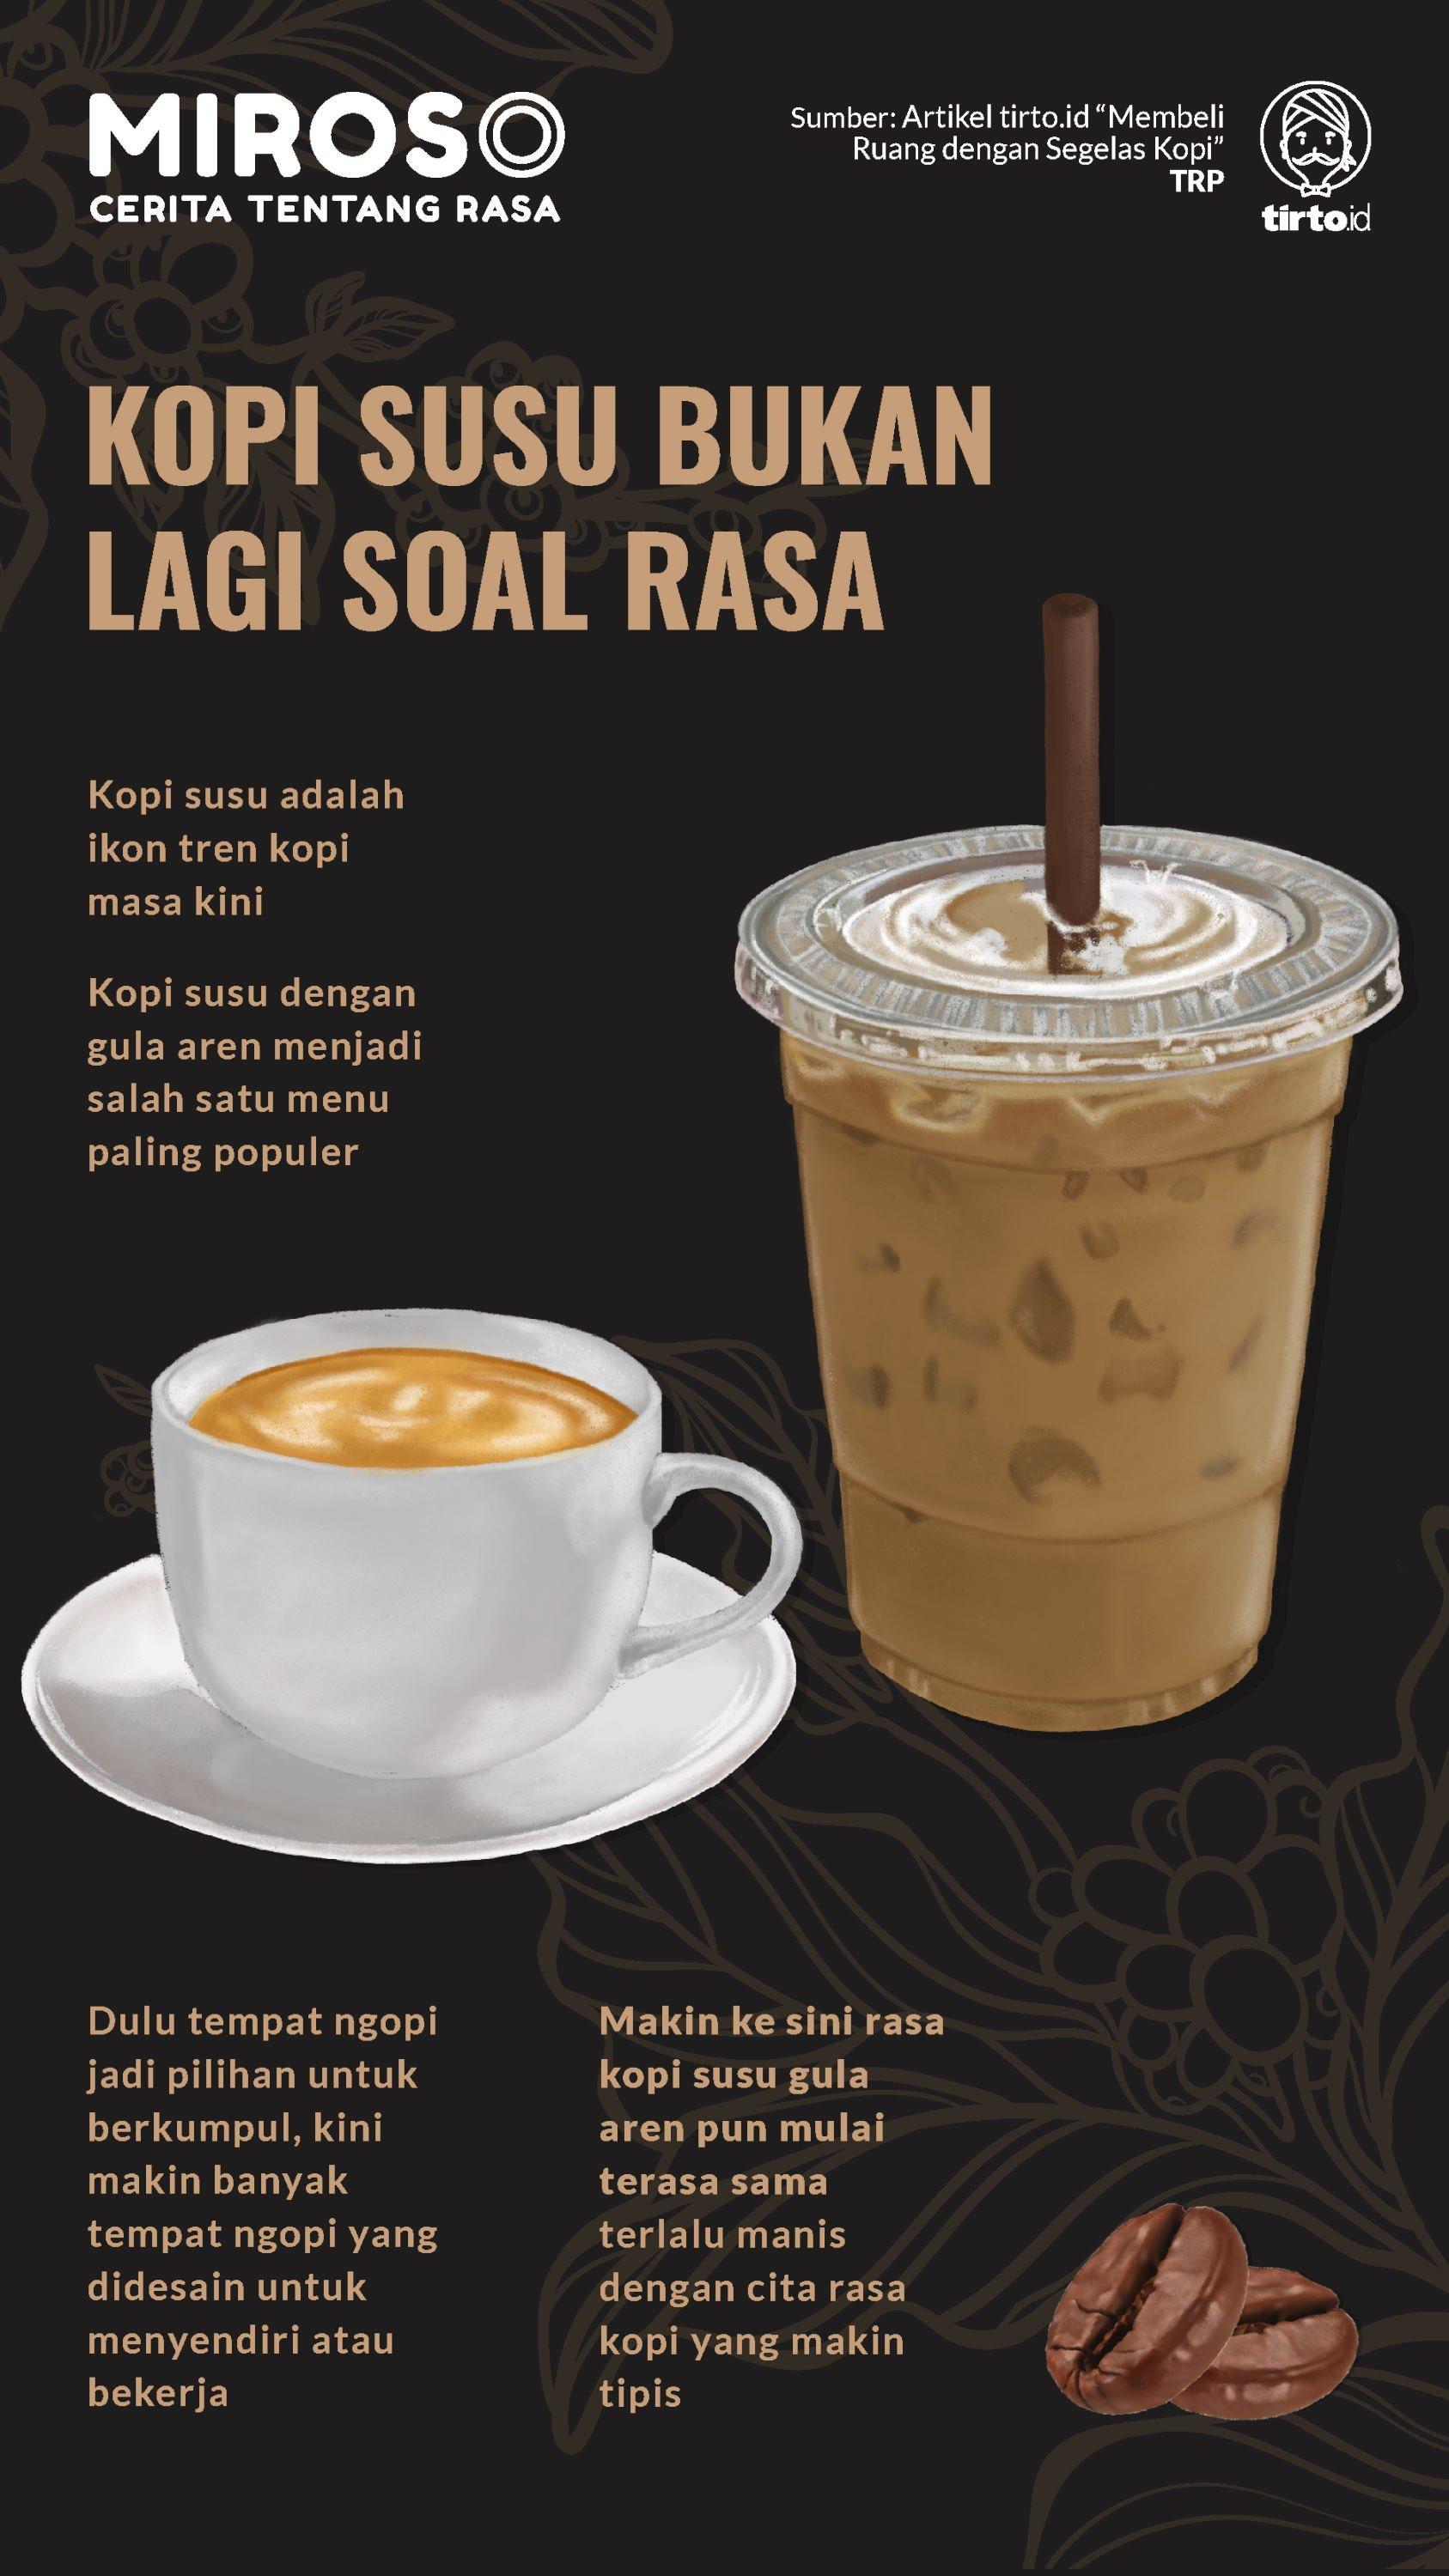 MIROSO
CERITA TENTANG RASA
Sumber: Artikel tirto.id “Membeli
Ruang dengan Segelas Kopi”
TRP
tirto.id
KOPI SUSU BUKAN
LAGI SOAL RASA
Kopi susu adalah
ikon tren kopi
masa kini
Kopi susu dengan
gula aren menjadi
salah satu menu
paling populer
Dulu tempat ngopi
jadi pilihan untuk
berkumpul, kini
makin banyak
tempat ngopi yang
didesain untuk
menyendiri atau
bekerja
Makin ke sini rasa
kopi susu gula
aren pun mulai
terasa sama
terlalu manis
dengan cita rasa
kopi yang makin
tipis